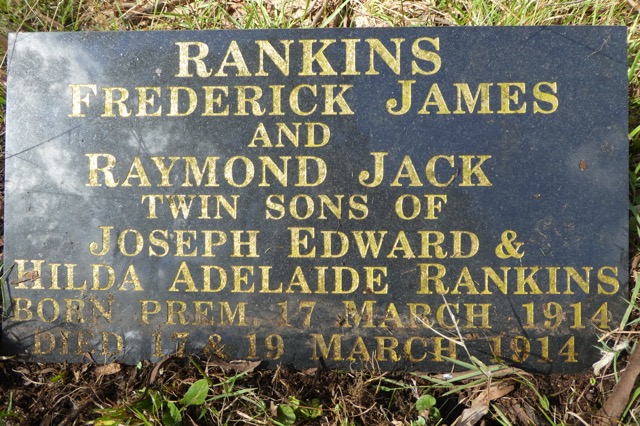 RANKINS
FREDERICK JAMES
AND
RAYMOND JACK
TWIN SONS OF
JOSEPH EDWARD &
HILDA ADELAIDE RANKINS
BORN PREM. 17 MARCH 1914
DIED 17 & 19 MARCH 1914